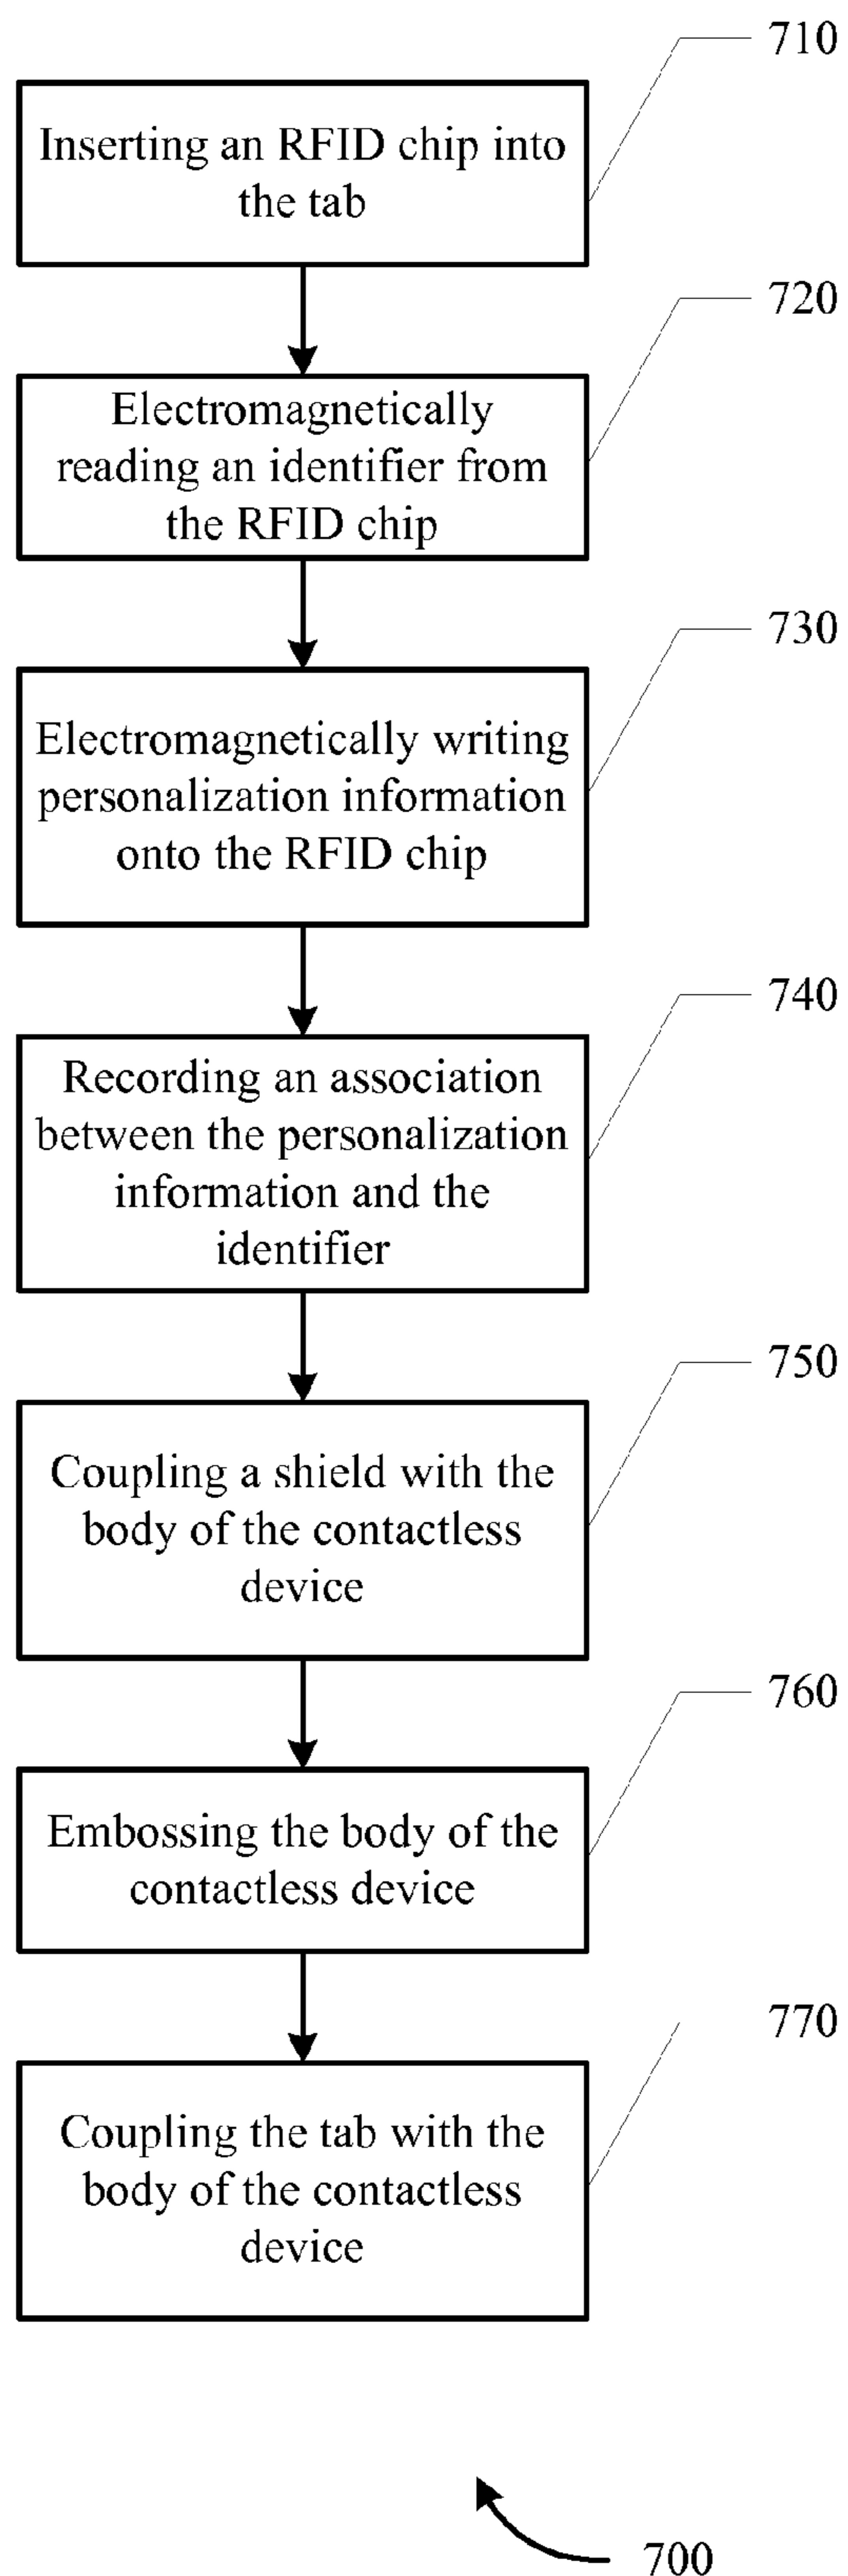 710
Inserting an RFID chip into
the tab
720
Electromagnetically
reading an identifier from
the RFID chip
730
Electromagnetically writing
personalization information
onto the RFID chip
740
Recording an association
between the personalization
information and the
identifier
750
Coupling a shield with the
body of the contactless
device
760
Embossing the body of the
contactless device
770
Coupling the tab with the
body of the contactless
device
700